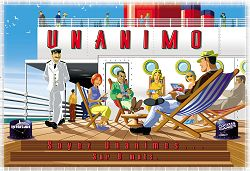 UNANIMO
Soyez Unanimes.....
Sur 8 mots..